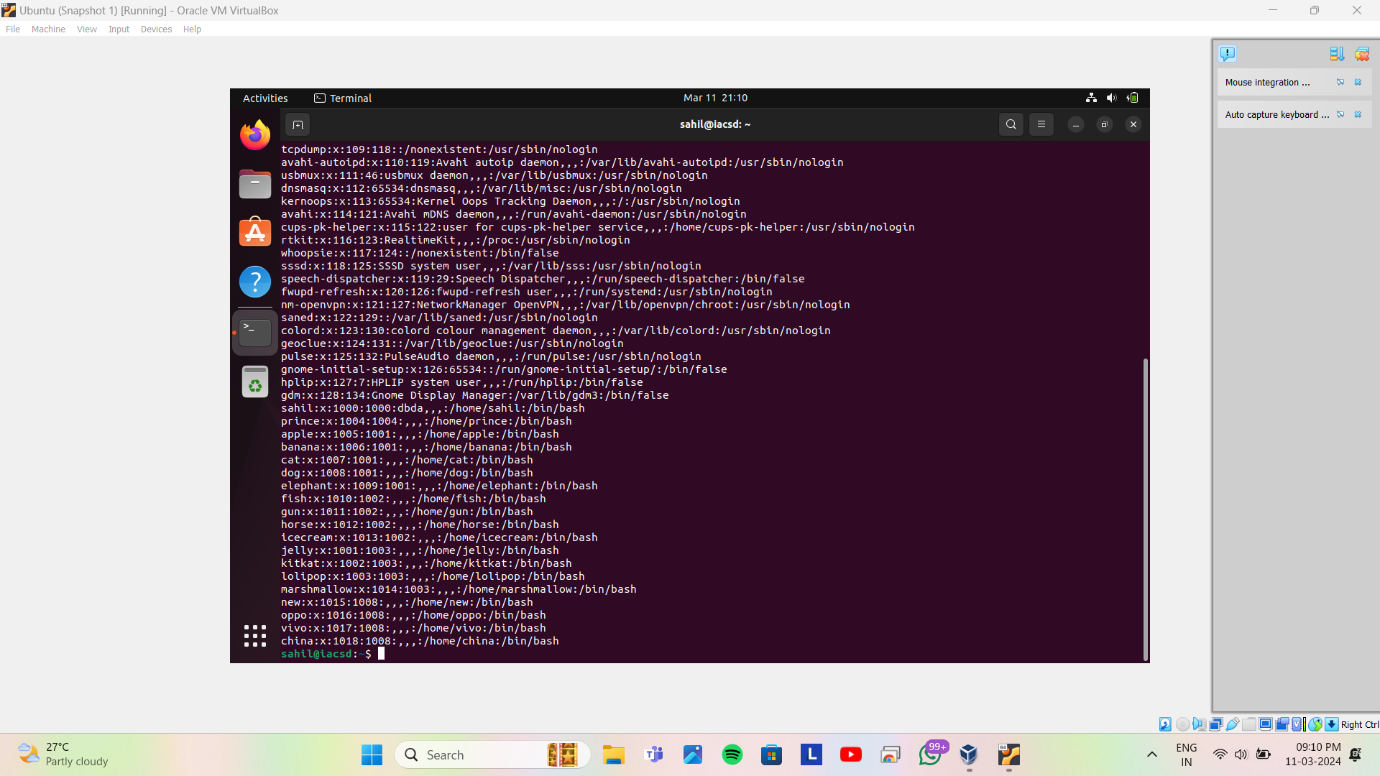 Ubuntu (Snapshot 1) [Running] - Oracle VM VirtualBox
File Machine View Input Devices Help
Mouse integration ...
Auto capture keyboard ...
Activities Terminal Mar 11 21:10
sahil@iacsd: ~
tcpdump:x:109:118::/nonexistent:/usr/sbin/nologin
avahi-autoipd:x:110:119:Avahi autoip daemon,,,:/var/lib/avahi-autoipd:/usr/sbin/nologin
usbmux:x:111:46:usbmux daemon,,,:/var/lib/usbmux:/usr/sbin/nologin
dnsmasq:x:112:65534:dnsmasq,,,:/var/lib/misc:/usr/sbin/nologin
kernoops:x:113:65534:Kernel Oops Tracking Daemon,,,:/:/usr/sbin/nologin
avahi:x:114:121:Avahi mDNS daemon,,,:/run/avahi-daemon:/usr/sbin/nologin
cups-pk-helper:x:115:122:user for cups-pk-helper service,,,:/home/cups-pk-helper:/usr/sbin/nologin
rtkit:x:116:123:RealtimeKit,,,:/proc:/usr/sbin/nologin
whoopsie:x:117:124::/nonexistent:/bin/false
sssd:x:118:125:SSSD system user,,,:/var/lib/sss:/usr/sbin/nologin
speech-dispatcher:x:119:29:Speech Dispatcher,,,:/run/speech-dispatcher:/bin/false
fwupd-refresh:x:120:126:fwupd-refresh user,,,:/run/systemd:/usr/sbin/nologin
nm-openvpn:x:121:127:NetworkManager OpenVPN,,,:/var/lib/openvpn/chroot:/usr/sbin/nologin
saned:x:122:129::/var/lib/saned:/usr/sbin/nologin
colord:x:123:130:colord colour management daemon,,,:/var/lib/colord:/usr/sbin/nologin
geoclue:x:124:131::/var/lib/geoclue:/usr/sbin/nologin
pulse:x:125:132:PulseAudio daemon,,,:/run/pulse:/usr/sbin/nologin
gnome-initial-setup:x:126:65534::/run/gnome-initial-setup/:/bin/false
hplip:x:127:7:HPLIP system user,,,:/run/hplip:/bin/false
gdm:x:128:134:Gnome Display Manager:/var/lib/gdm3:/bin/false
sahil:x:1000:1000:dbda,,,:/home/sahil:/bin/bash
prince:x:1004:1004:,,,:/home/prince:/bin/bash
apple:x:1005:1001:,,,:/home/apple:/bin/bash
banana:x:1006:1001:,,,:/home/banana:/bin/bash
cat:x:1007:1001:,,,:/home/cat:/bin/bash
dog:x:1008:1001:,,,:/home/dog:/bin/bash
elephant:x:1009:1001:,,,:/home/elephant:/bin/bash
fish:x:1010:1002:,,,:/home/fish:/bin/bash
gun:x:1011:1002:,,,:/home/gun:/bin/bash
horse:x:1012:1002:,,,:/home/horse:/bin/bash
icecream:x:1013:1002:,,,:/home/icecream:/bin/bash
jelly:x:1001:1003:,,,:/home/jelly:/bin/bash
kitkat:x:1002:1003:,,,:/home/kitkat:/bin/bash
lolipop:x:1003:1003:,,,:/home/lolipop:/bin/bash
marshmallow:x:1014:1003:,,,:/home/marshmallow:/bin/bash
new:x:1015:1008:,,,:/home/new:/bin/bash
oppo:x:1016:1008:,,,:/home/oppo:/bin/bash
vivo:x:1017:1008:,,,:/home/vivo:/bin/bash
china:x:1018:1008:,,,:/home/china:/bin/bash
sahil@iacsd:~$
Right Ctrl
27°C
Partly cloudy
Search
L
99+
ENG
IN
09:10 PM
11-03-2024